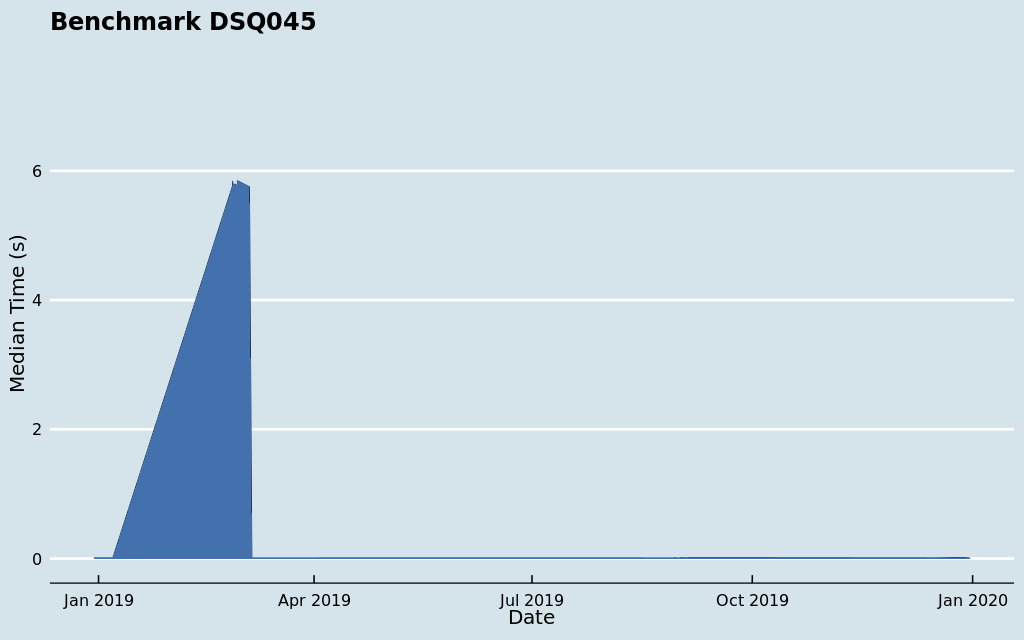 Benchmark DSQ045
Median Time (s)
6
4
2
0
Jan 2019
Apr 2019
Jul 2019
Oct 2019
Jan 2020
Date